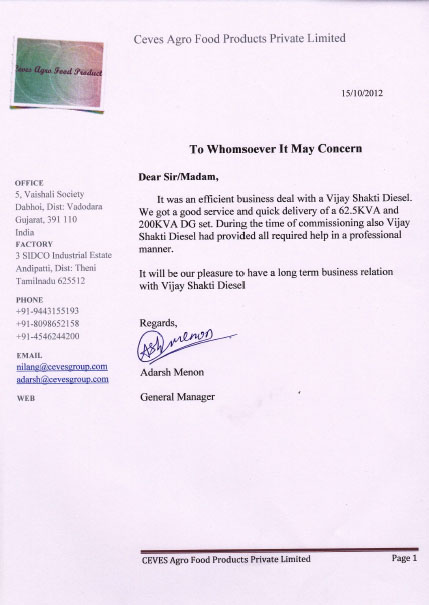 Ceves Agro Food Products Private Limited
Ceves Agro Food Product
15/10/2012
To Whomsoever It May Concern
OFFICE
5, Vaishali Society
Dabhoi, Dist: Vadodara
Gujarat, 391 110
India
FACTORY
3 SIDCO Industrial Estate
Andipatti, Dist: Theni
Tamilnadu 625512
PHONE
+91-9443155193
+91-8098652158
+91-4546244200
EMAIL
nilang@cevesgroup.com
adarsh@cevesgroup.com
WEB
Dear Sir/Madam,
It was an efficient business deal with a Vijay Shakti Diesel.
We got a good service and quick delivery of a 62.5KVA and
200KVA DG set. During the time of commissioning also Vijay
Shakti Diesel had provided all required help in a professional
manner.
It will be our pleasure to have a long term business relation
with Vijay Shakti Diesel
Regards,
Adarsh Menon
General Manager
CEVES Agro Food Products Private Limited
Page 1